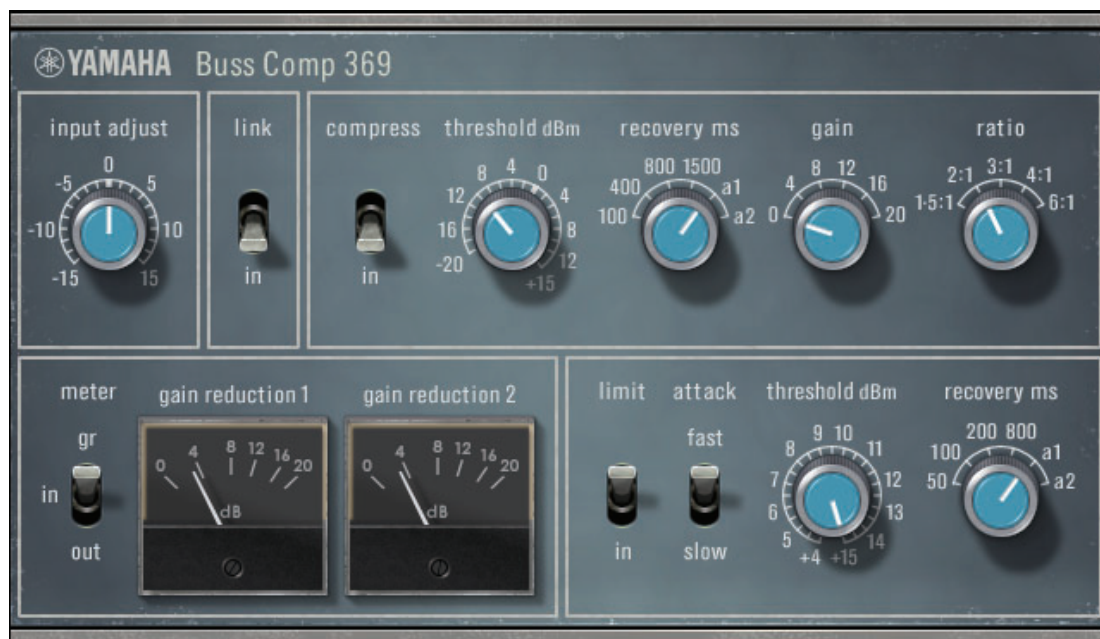 YAMAHA Buss Comp 369
input adjust
0
-5 5
-10 10
-15 15
link
in
compress
in
threshold dBm
4 0
8 4
12 8
16 12
-20 +15
recovery ms
800 1500
400 a1
100 a2
gain
8 12
4 16
0 20
ratio
3:1
2:1 4:1
1·5:1 6:1
meter
gr
in
out
gain reduction 1
0 4 8 12 16 20
dB
gain reduction 2
0 4 8 12 16 20
dB
limit
in
attack
fast
slow
threshold dBm
9 10
8 11
7 12
6 13
5 14
+4 +15
recovery ms
200 800
100 a1
50 a2